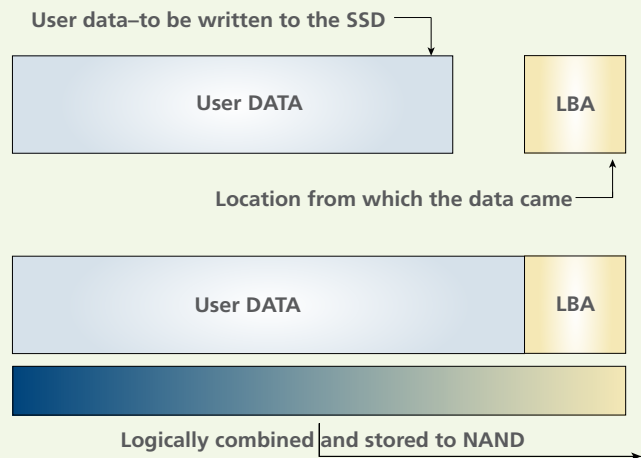 User data–to be written to the SSD
User DATA
LBA
Location from which the data came
User DATA
LBA
Logically combined and stored to NAND